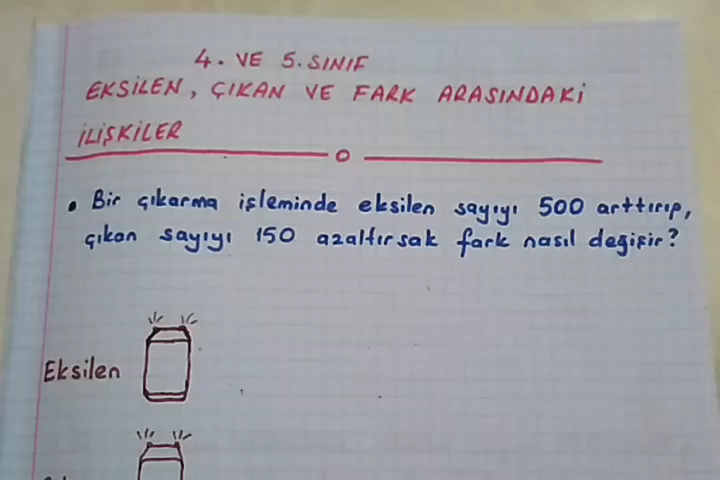 4. VE 5. SINIF
EKSİLEN, ÇIKAN VE FARK ARASINDAKİ
İLİŞKİLER
• Bir çıkarma işleminde eksilen sayıyı 500 arttırıp,
çıkan sayıyı 150 azaltırsak fark nasıl değişir?
Eksilen